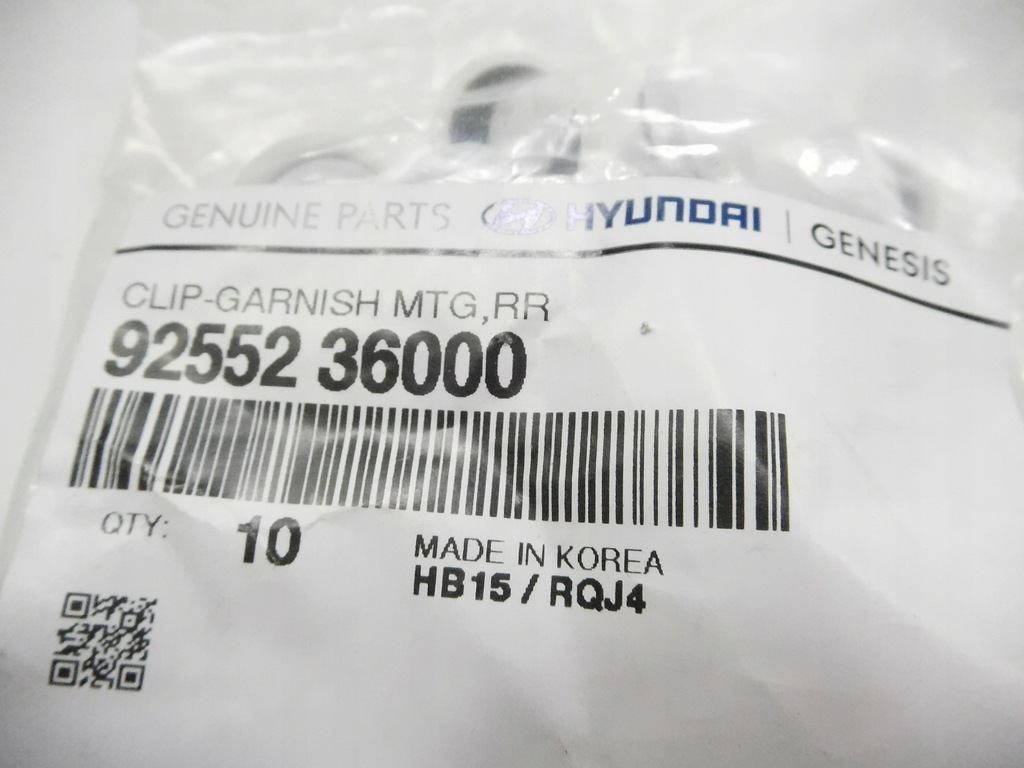 GENUINE PARTS HYUNDAI | GENESIS
CLIP-GARNISH MTG,RR
92552 36000
QTY: 10
MADE IN KOREA
HB15 / RQJ4